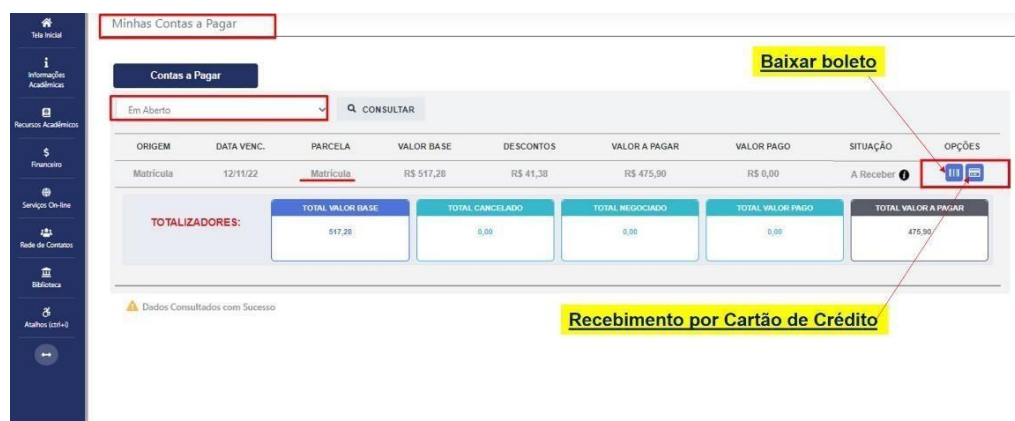 Tela Inicial
Minhas Contas a Pagar
Informações
Acadêmicas
Recursos Acadêmicos
Financeiro
Serviços On-line
Rede de Contatos
Biblioteca
Atalhos (ctrl+i)
Baixar boleto
Contas a Pagar
Em Aberto
CONSULTAR
ORIGEM DATA VENC. PARCELA VALOR BASE DESCONTOS VALOR A PAGAR VALOR PAGO SITUAÇÃO OPÇÕES
Matrícula 12/11/22 Matrícula R$ 517,28 R$ 41,38 R$ 475,90 R$ 0,00 A Receber
TOTALIZADORES:
TOTAL VALOR BASE TOTAL CANCELADO TOTAL NEGOCIADO TOTAL VALOR PAGO TOTAL VALOR A PAGAR
517,28 0,00 0,00 0,00 475,90
Dados Consultados com Sucesso
Recebimento por Cartão de Crédito